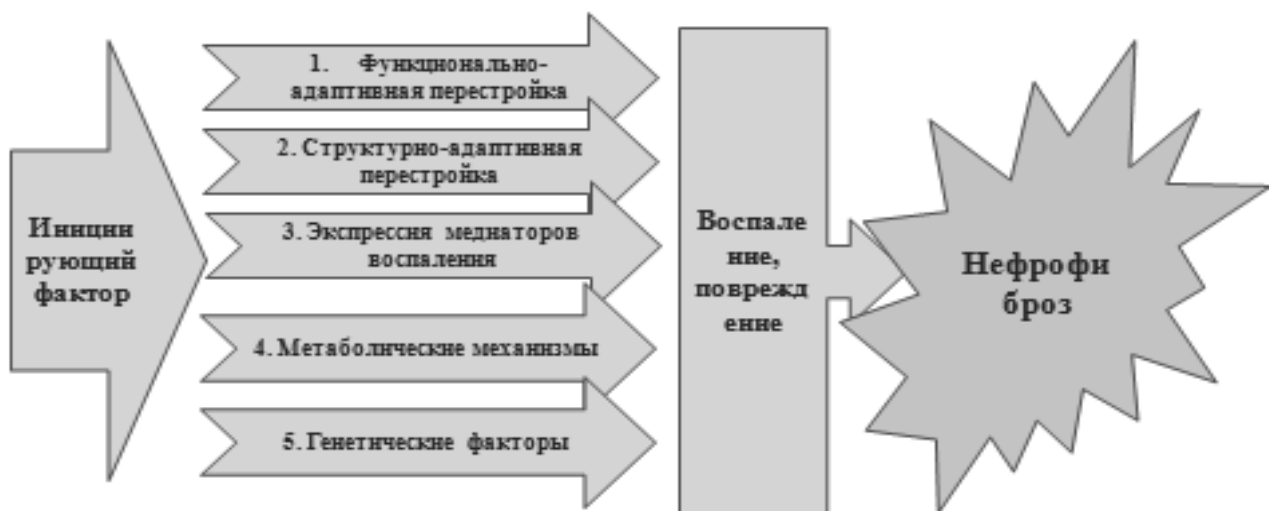 Иниции
рующий
фактор
1. Функционально-
адаптивная перестройка
2. Структурно-адаптивная
перестройка
3. Экспрессия медиаторов
воспаления
4. Метаболические механизмы
5. Генетические факторы
Воспале
ние,
поврежд
ение
Нефрофи
броз